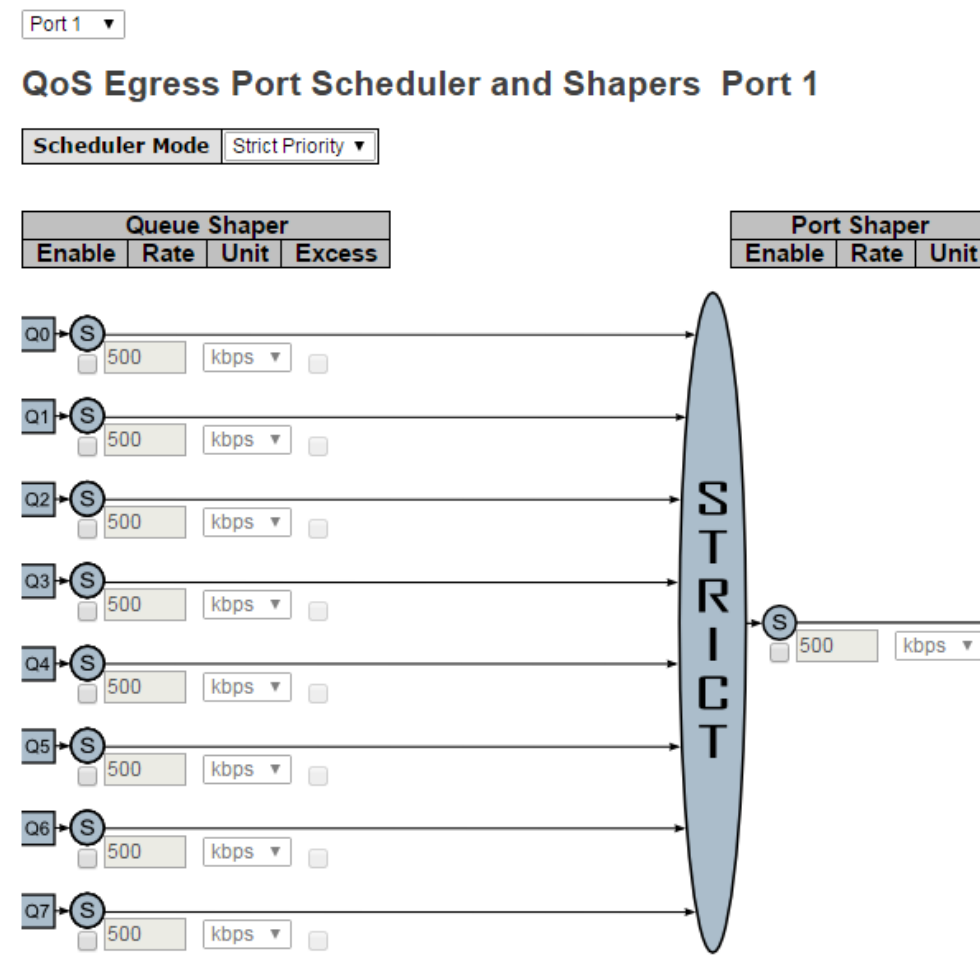 Port 1
QoS Egress Port Scheduler and Shapers Port 1
Scheduler Mode Strict Priority
Queue Shaper Port Shaper
Enable Rate Unit Excess Enable Rate Unit
Q0 S
500 kbps
Q1 S
500 kbps
Q2 S
500 kbps
Q3 S
500 kbps
Q4 S
500 kbps
Q5 S
500 kbps
Q6 S
500 kbps
Q7 S
500 kbps
STRICT
S
500 kbps